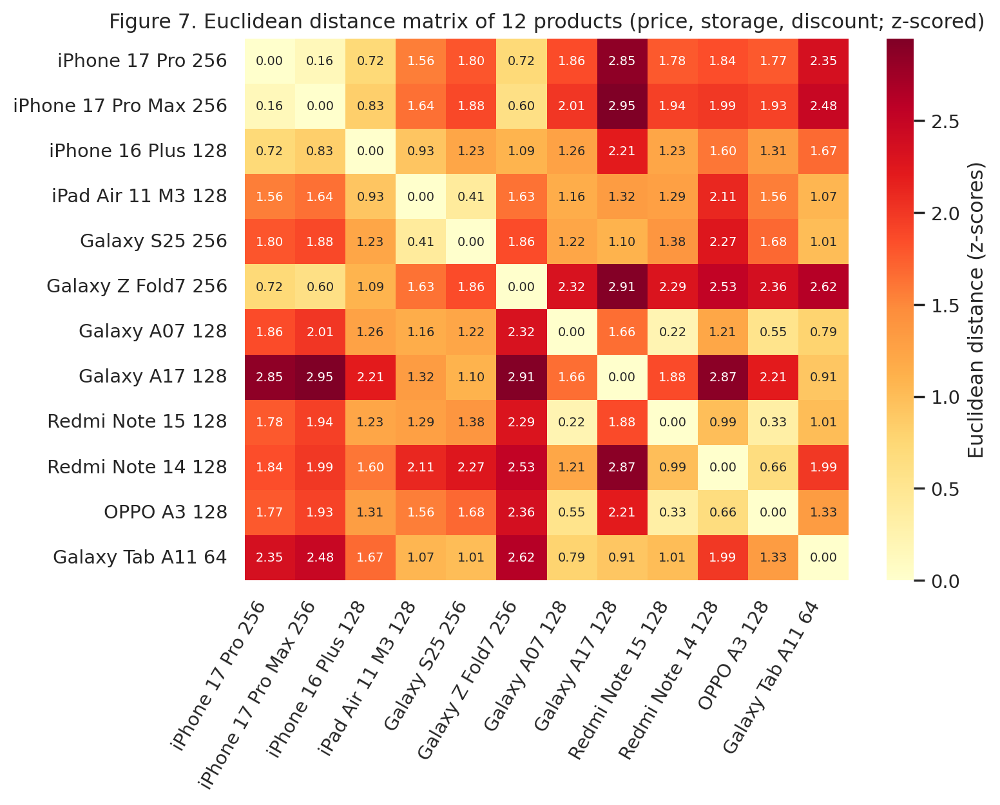 Figure 7. Euclidean distance matrix of 12 products (price, storage, discount; z-scored)
iPhone 17 Pro 256 0.00 0.16 0.72 1.56 1.80 0.72 1.86 2.85 1.78 1.84 1.77 2.35
iPhone 17 Pro Max 256 0.16 0.00 0.83 1.64 1.88 0.60 2.01 2.95 1.94 1.99 1.93 2.48
iPhone 16 Plus 128 0.72 0.83 0.00 0.93 1.23 1.09 1.26 2.21 1.23 1.60 1.31 1.67
iPad Air 11 M3 128 1.56 1.64 0.93 0.00 0.41 1.63 1.16 1.32 1.29 2.11 1.56 1.07
Galaxy S25 256 1.80 1.88 1.23 0.41 0.00 1.86 1.22 1.10 1.38 2.27 1.68 1.01
Galaxy Z Fold7 256 0.72 0.60 1.09 1.63 1.86 0.00 2.32 2.91 2.29 2.53 2.36 2.62
Galaxy A07 128 1.86 2.01 1.26 1.16 1.22 2.32 0.00 1.66 0.22 1.21 0.55 0.79
Galaxy A17 128 2.85 2.95 2.21 1.32 1.10 2.91 1.66 0.00 1.88 2.87 2.21 0.91
Redmi Note 15 128 1.78 1.94 1.23 1.29 1.38 2.29 0.22 1.88 0.00 0.99 0.33 1.01
Redmi Note 14 128 1.84 1.99 1.60 2.11 2.27 2.53 1.21 2.87 0.99 0.00 0.66 1.99
OPPO A3 128 1.77 1.93 1.31 1.56 1.68 2.36 0.55 2.21 0.33 0.66 0.00 1.33
Galaxy Tab A11 64 2.35 2.48 1.67 1.07 1.01 2.62 0.79 0.91 1.01 1.99 1.33 0.00
iPhone 17 Pro 256
iPhone 17 Pro Max 256
iPhone 16 Plus 128
iPad Air 11 M3 128
Galaxy S25 256
Galaxy Z Fold7 256
Galaxy A07 128
Galaxy A17 128
Redmi Note 15 128
Redmi Note 14 128
OPPO A3 128
Galaxy Tab A11 64
2.5
2.0
1.5
1.0
0.5
0.0
Euclidean distance (z-scores)